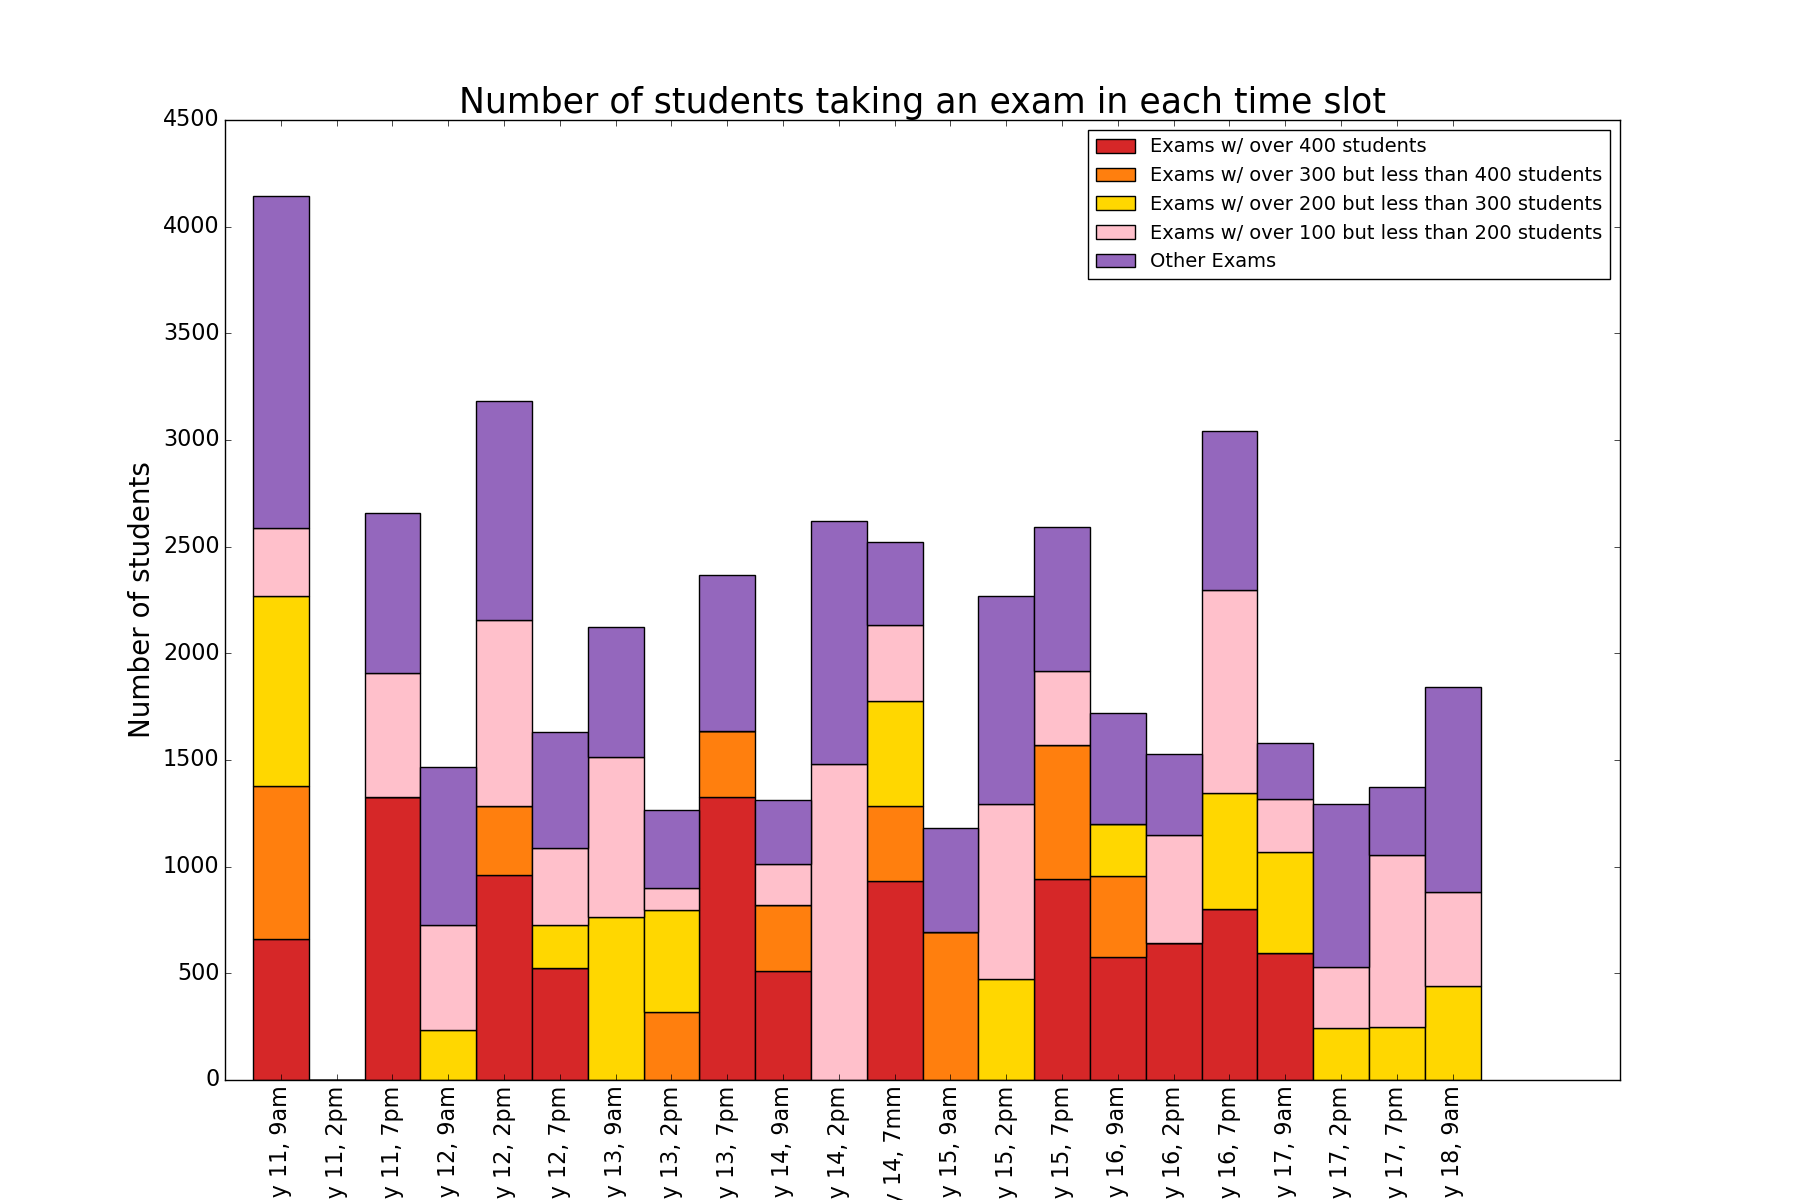 Number of students taking an exam in each time slot
Exams w/ over 400 students
Exams w/ over 300 but less than 400 students
Exams w/ over 200 but less than 300 students
Exams w/ over 100 but less than 200 students
Other Exams
Number of students
4500
4000
3500
3000
2500
2000
1500
1000
500
0
y 11, 9am
y 11, 2pm
y 11, 7pm
y 12, 9am
y 12, 2pm
y 12, 7pm
y 13, 9am
y 13, 2pm
y 13, 7pm
y 14, 9am
y 14, 2pm
y 14, 7mm
y 15, 9am
y 15, 2pm
y 15, 7pm
y 16, 9am
y 16, 2pm
y 16, 7pm
y 17, 9am
y 17, 2pm
y 17, 7pm
y 18, 9am